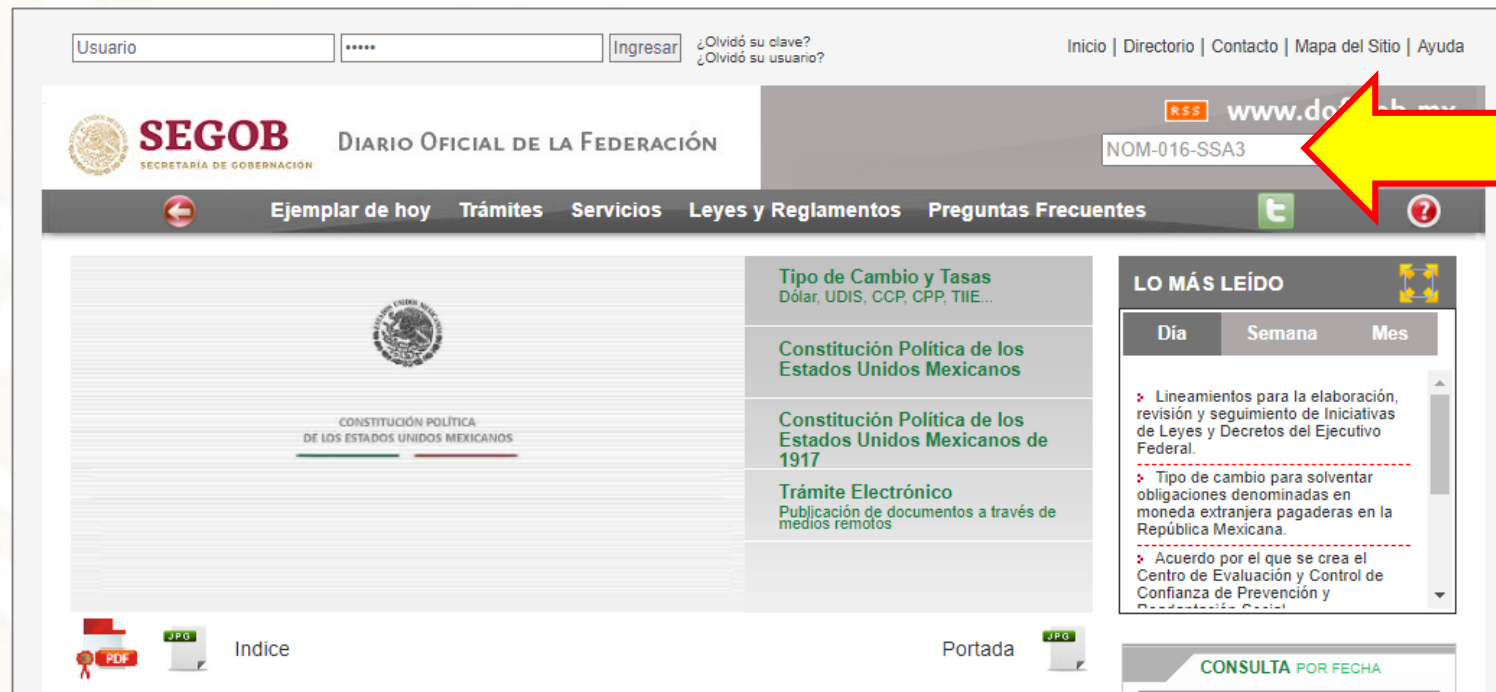 Usuario ••••• Ingresar ¿Olvidó su clave?
¿Olvidó su usuario?
Inicio | Directorio | Contacto | Mapa del Sitio | Ayuda
SEGOB
SECRETARÍA DE GOBERNACIÓN
DIARIO OFICIAL DE LA FEDERACIÓN
RSS
NOM-016-SSA3
Ejemplar de hoy Trámites Servicios Leyes y Reglamentos Preguntas Frecuentes
CONSTITUCIÓN POLÍTICA
DE LOS ESTADOS UNIDOS MEXICANOS
Tipo de Cambio y Tasas
Dólar, UDIS, CCP, CPP, TIIE...
Constitución Política de los
Estados Unidos Mexicanos
Constitución Política de los
Estados Unidos Mexicanos de
1917
Trámite Electrónico
Publicación de documentos a través de
medios remotos
LO MÁS LEÍDO
Día Semana Mes
Lineamientos para la elaboración,
revisión y seguimiento de Iniciativas
de Leyes y Decretos del Ejecutivo
Federal.
Tipo de cambio para solventar
obligaciones denominadas en
moneda extranjera pagaderas en la
República Mexicana.
Acuerdo por el que se crea el
Centro de Evaluación y Control de
Confianza de Prevención y
PDF JPG Indice Portada JPG
CONSULTA POR FECHA